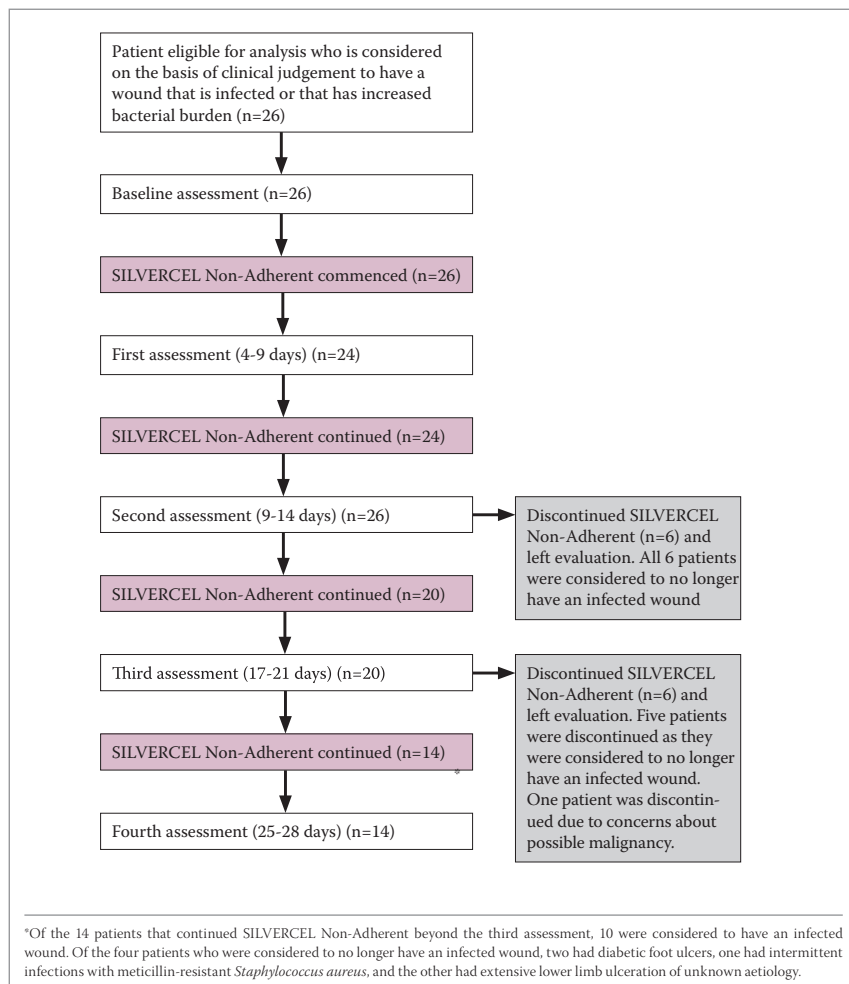 Patient eligible for analysis who is considered
on the basis of clinical judgement to have a
wound that is infected or that has increased
bacterial burden (n=26)
Baseline assessment (n=26)
SILVERCEL Non-Adherent commenced (n=26)
First assessment (4-9 days) (n=24)
SILVERCEL Non-Adherent continued (n=24)
Second assessment (9-14 days) (n=26)
Discontinued SILVERCEL
Non-Adherent (n=6) and
left evaluation. All 6 patients
were considered to no longer
have an infected wound
SILVERCEL Non-Adherent continued (n=20)
Third assessment (17-21 days) (n=20)
Discontinued SILVERCEL
Non-Adherent (n=6) and
left evaluation. Five patients
were discontinued as they
were considered to no longer
have an infected wound.
One patient was discontin-
ued due to concerns about
possible malignancy.
SILVERCEL Non-Adherent continued (n=14)
*
Fourth assessment (25-28 days) (n=14)
*Of the 14 patients that continued SILVERCEL Non-Adherent beyond the third assessment, 10 were considered to have an infected
wound. Of the four patients who were considered to no longer have an infected wound, two had diabetic foot ulcers, one had intermittent
infections with meticillin-resistant Staphylococcus aureus, and the other had extensive lower limb ulceration of unknown aetiology.